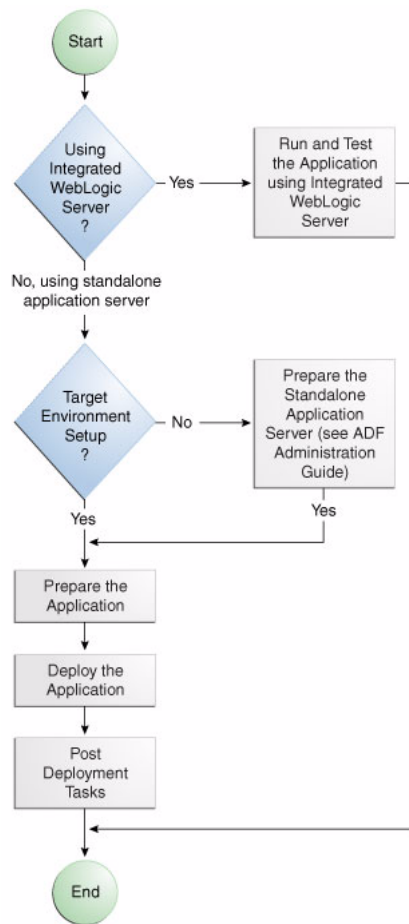 Start
Using
Integrated
WebLogic
Server
?
Yes
Run and Test
the Application
using Integrated
WebLogic
Server
No, using standalone
application server
Target
Environment
Setup
?
No
Prepare the
Standalone
Application
Server (see ADF
Administration
Guide)
Yes
Yes
Prepare the
Application
Deploy the
Application
Post
Deployment
Tasks
End